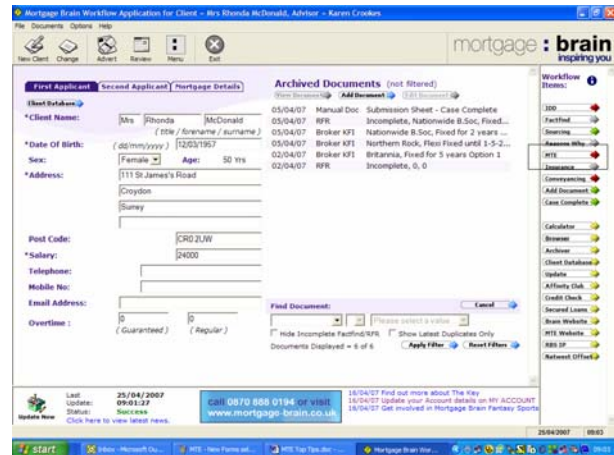 Mortgage Brain Workflow Application for Client - Mrs Rhonda McDonald, Advisor - Karen Crookes
File Documents Options Help
New Client Change Advert Review Menu Exit
mortgage : brain
inspiring you
First Applicant Second Applicant Mortgage Details
Client Database
*Client Name: Mrs Rhonda McDonald
( title / forename / surname )
*Date Of Birth: ( dd/mm/yyyy ) 12/03/1957
Sex: Female Age: 50 Yrs
*Address: 111 St James's Road
Croydon
Surrey
Post Code: CR0 2UW
*Salary: 24000
Telephone:
Mobile No:
Email Address:
Overtime : 0 0
( Guaranteed ) ( Regular )
Archived Documents (not filtered)
View Document Add Document Edit Document
05/04/07 Manual Doc Submission Sheet - Case Complete
05/04/07 RFR Incomplete, Nationwide B.Soc, Fixed...
05/04/07 Broker KFI Nationwide B.Soc, Fixed for 2 years ...
05/04/07 Broker KFI Northern Rock, Flexi Fixed until 1-5-2...
02/04/07 Broker KFI Britannia, Fixed for 5 years Option 1
02/04/07 RFR Incomplete, 0, 0
Find Document: Cancel
Please select a value
Hide Incomplete Factfind/RFR Show Latest Duplicates Only
Documents Displayed = 6 of 6 Apply Filter Reset Filters
Workflow
Items:
IDD
Factfind
Sourcing
Reasons Why
MTE
Insurance
Conveyancing
Add Document
Case Complete
Calculator
Browser
Archiver
Client Database
Update
Affinity Club
Credit Check
Secured Loans
Brain Website
MTE Website
RBS IP
Natwest Offset
Update Now
Last Update: 25/04/2007 09:01:27
Status: Success
Click here to view latest news.
call 0870 888 0194 or visit
www.mortgage-brain.co.uk
16/04/07 Find out more about The Key
16/04/07 Update your Account details on MY ACCOUNT
16/04/07 Get involved in Mortgage Brain Fantasy Sports
25/04/2007 09:03
start Inbox - Microsoft Ou... MTE - New Forms sel... MTE Top Tips.doc - ... Mortgage Brain Wor... 09:03